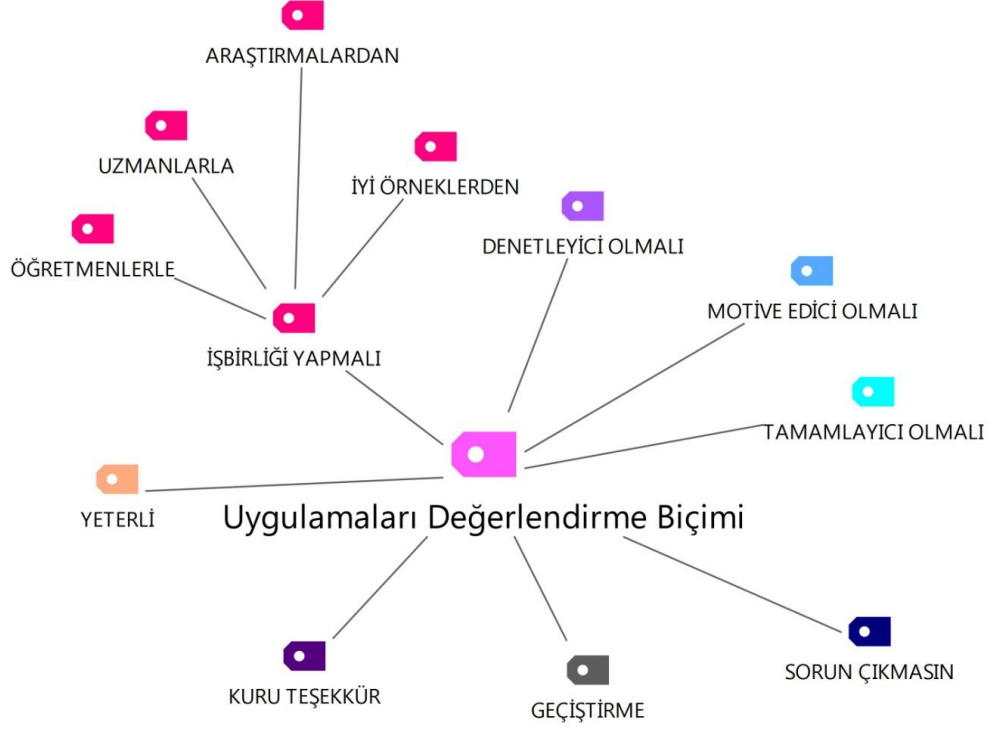 ARAŞTIRMALARDAN
UZMANLARLA
İYİ ÖRNEKLERDEN
ÖĞRETMENLERLE
DENETLEYİCİ OLMALI
MOTİVE EDİCİ OLMALI
İŞBİRLİĞİ YAPMALI
TAMAMLAYICI OLMALI
YETERLİ
Uygulamaları Değerlendirme Biçimi
KURU TEŞEKKÜR
GEÇİŞTİRME
SORUN ÇIKMASIN